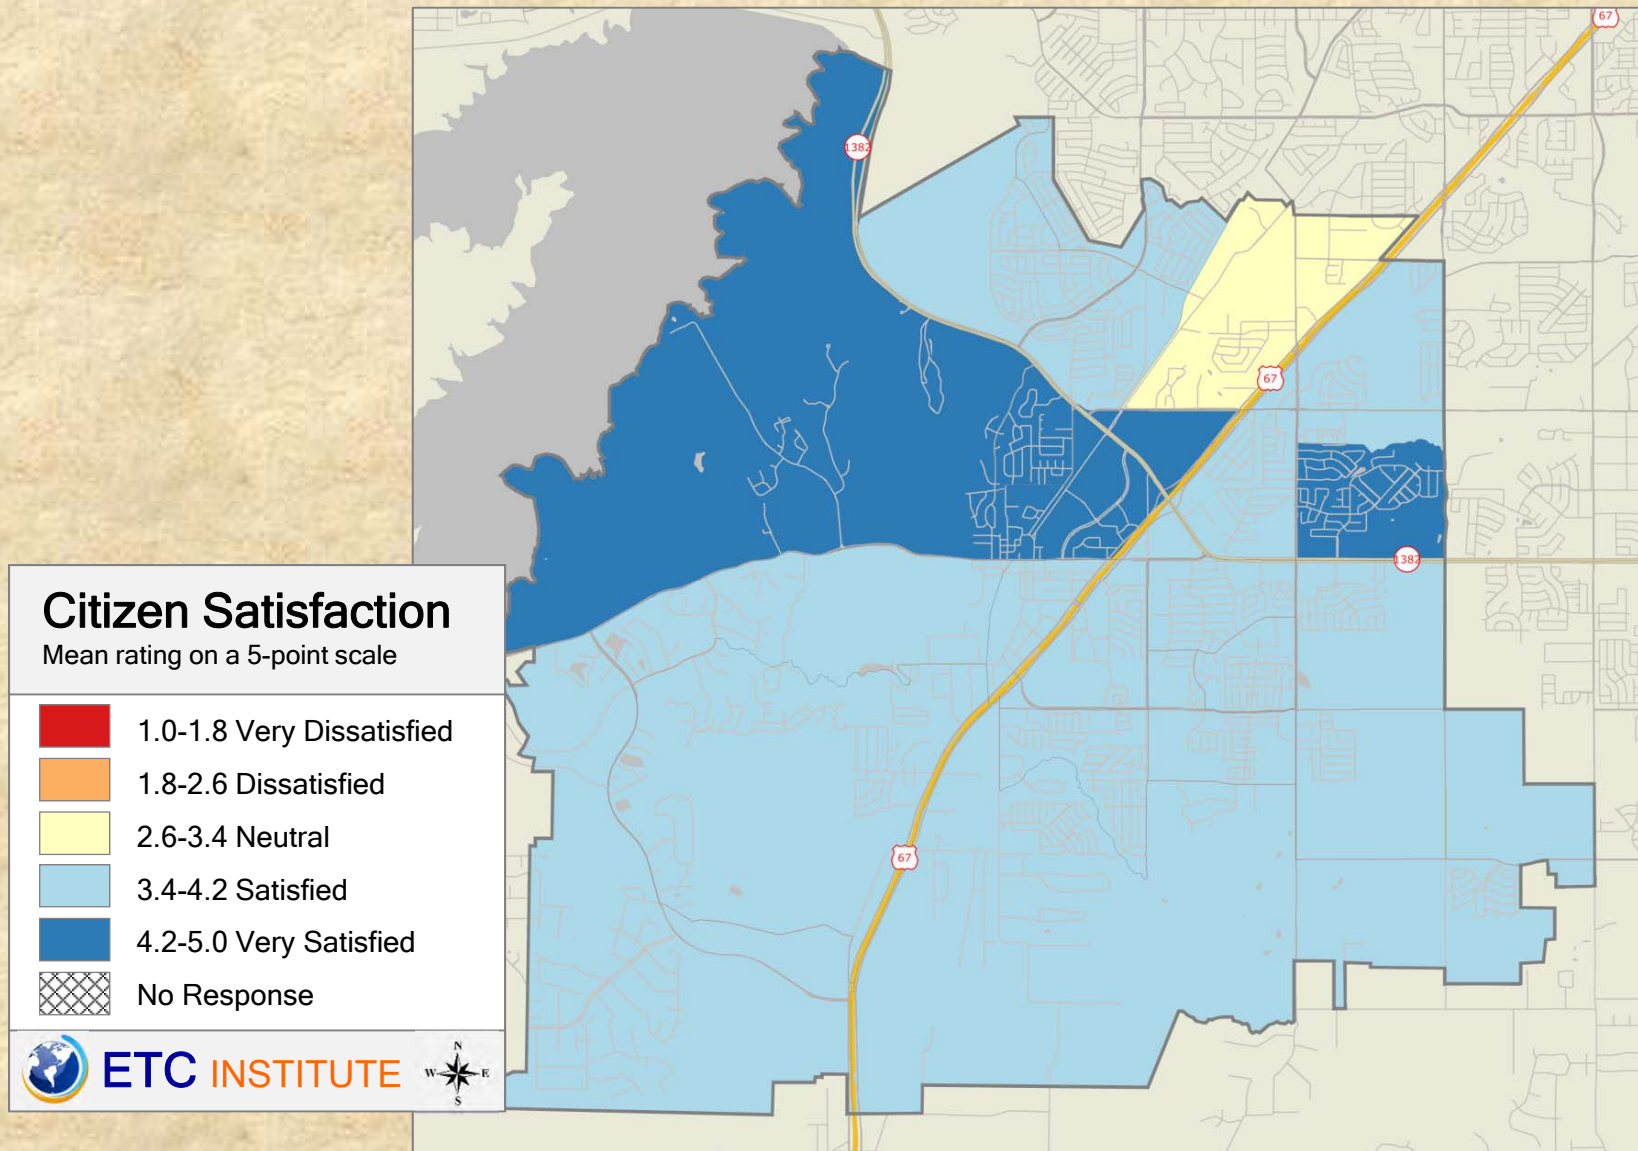 67
1382
67
1382
67
Citizen Satisfaction
Mean rating on a 5-point scale
1.0-1.8 Very Dissatisfied
1.8-2.6 Dissatisfied
2.6-3.4 Neutral
3.4-4.2 Satisfied
4.2-5.0 Very Satisfied
No Response
ETC INSTITUTE
N
W E
S